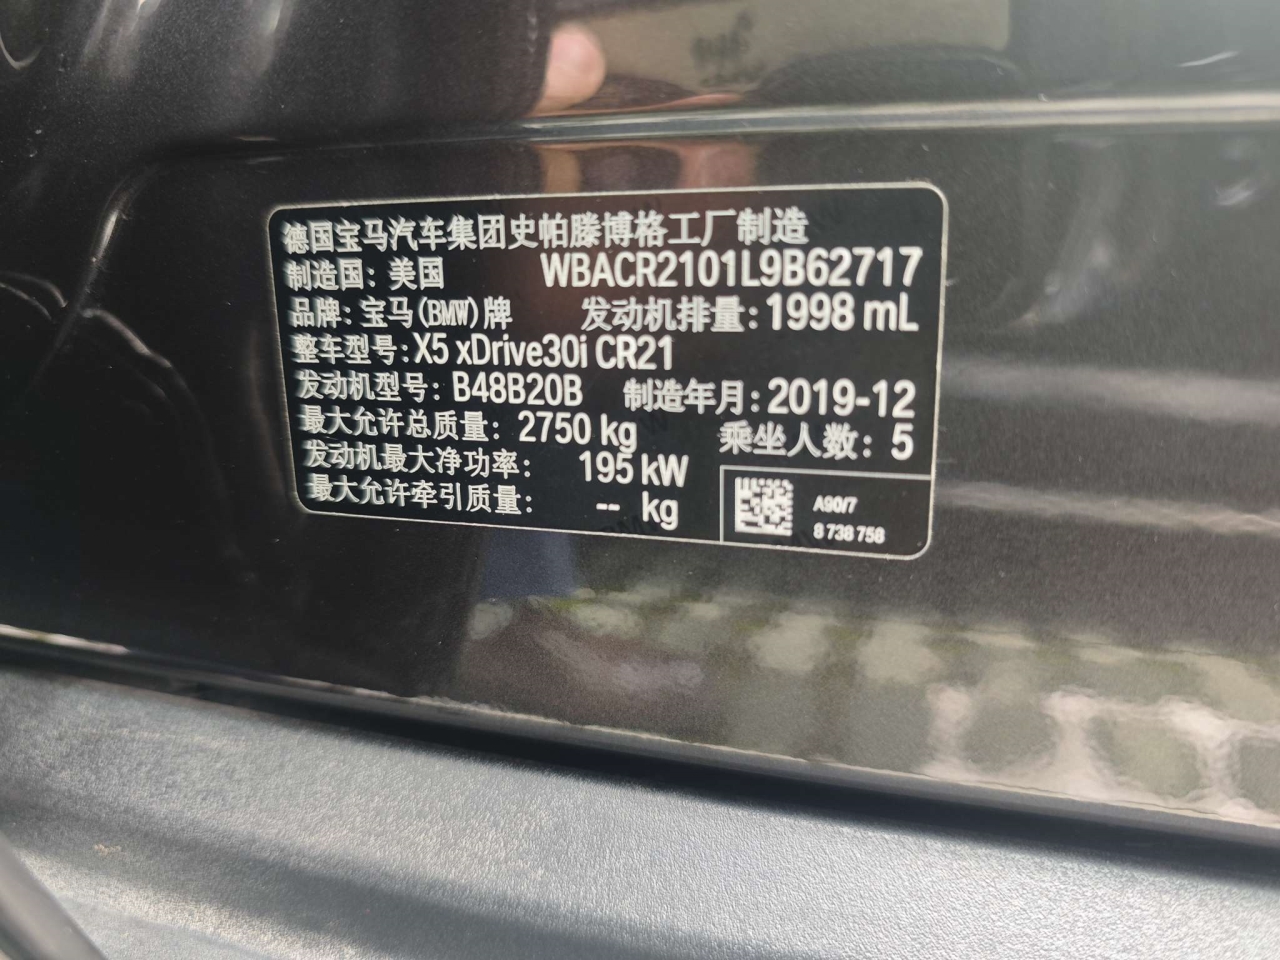 德国宝马汽车集团史帕滕博格工厂制造
制造国：美国 WBACR2101L9B62717
品牌：宝马(BMW)牌 发动机排量：1998 mL
整车型号：X5 xDrive30i CR21
发动机型号：B48B20B 制造年月：2019-12
最大允许总质量：2750 kg 乘坐人数：5
发动机最大净功率：195 kW
最大允许牵引质量：-- kg
A90/7
8 738 758